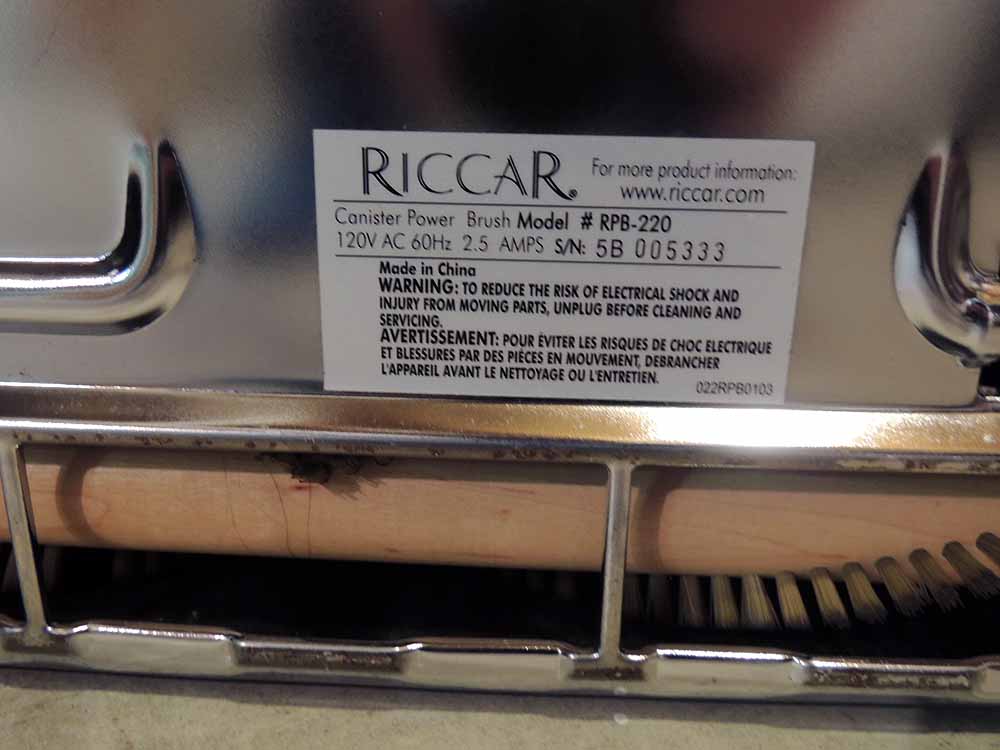 RICCAR®
For more product information:
www.riccar.com
Canister Power Brush Model # RPB-220
120V AC 60Hz 2.5 AMPS S/N: 5B 005333
Made in China
WARNING: TO REDUCE THE RISK OF ELECTRICAL SHOCK AND
INJURY FROM MOVING PARTS, UNPLUG BEFORE CLEANING AND
SERVICING.
AVERTISSEMENT: POUR ÉVITER LES RISQUES DE CHOC ELECTRIQUE
ET BLESSURES PAR DES PIÈCES EN MOUVEMENT, DEBRANCHER
L'APPAREIL AVANT LE NETTOYAGE OU L'ENTRETIEN.
022RPB0103